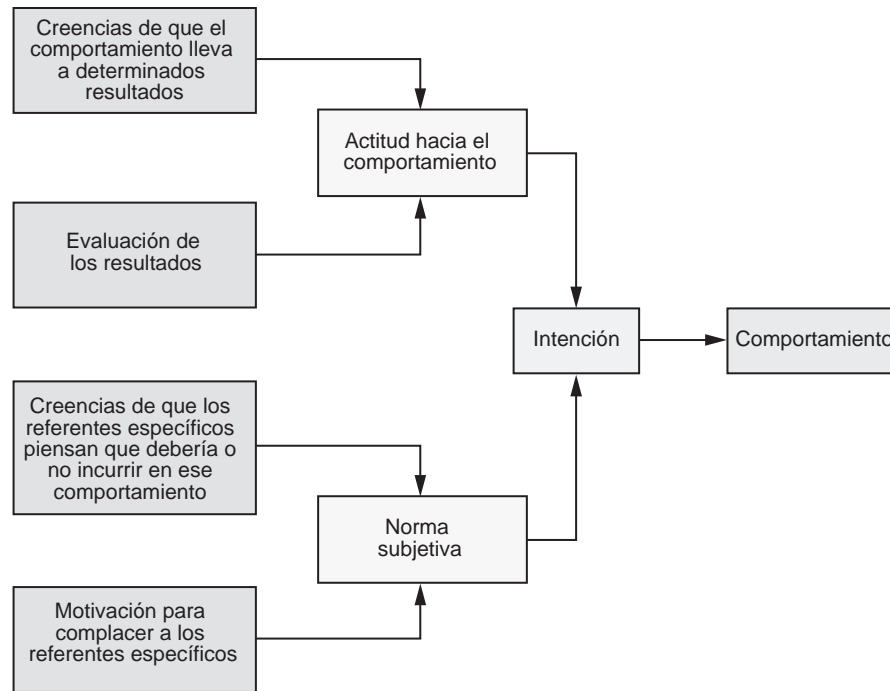 Creencias de que el
comportamiento lleva
a determinados
resultados
Actitud hacia el
comportamiento
Evaluación de
los resultados
Intención
Comportamiento
Creencias de que los
referentes específicos
piensan que debería o
no incurrir en ese
comportamiento
Norma
subjetiva
Motivación para
complacer a los
referentes específicos